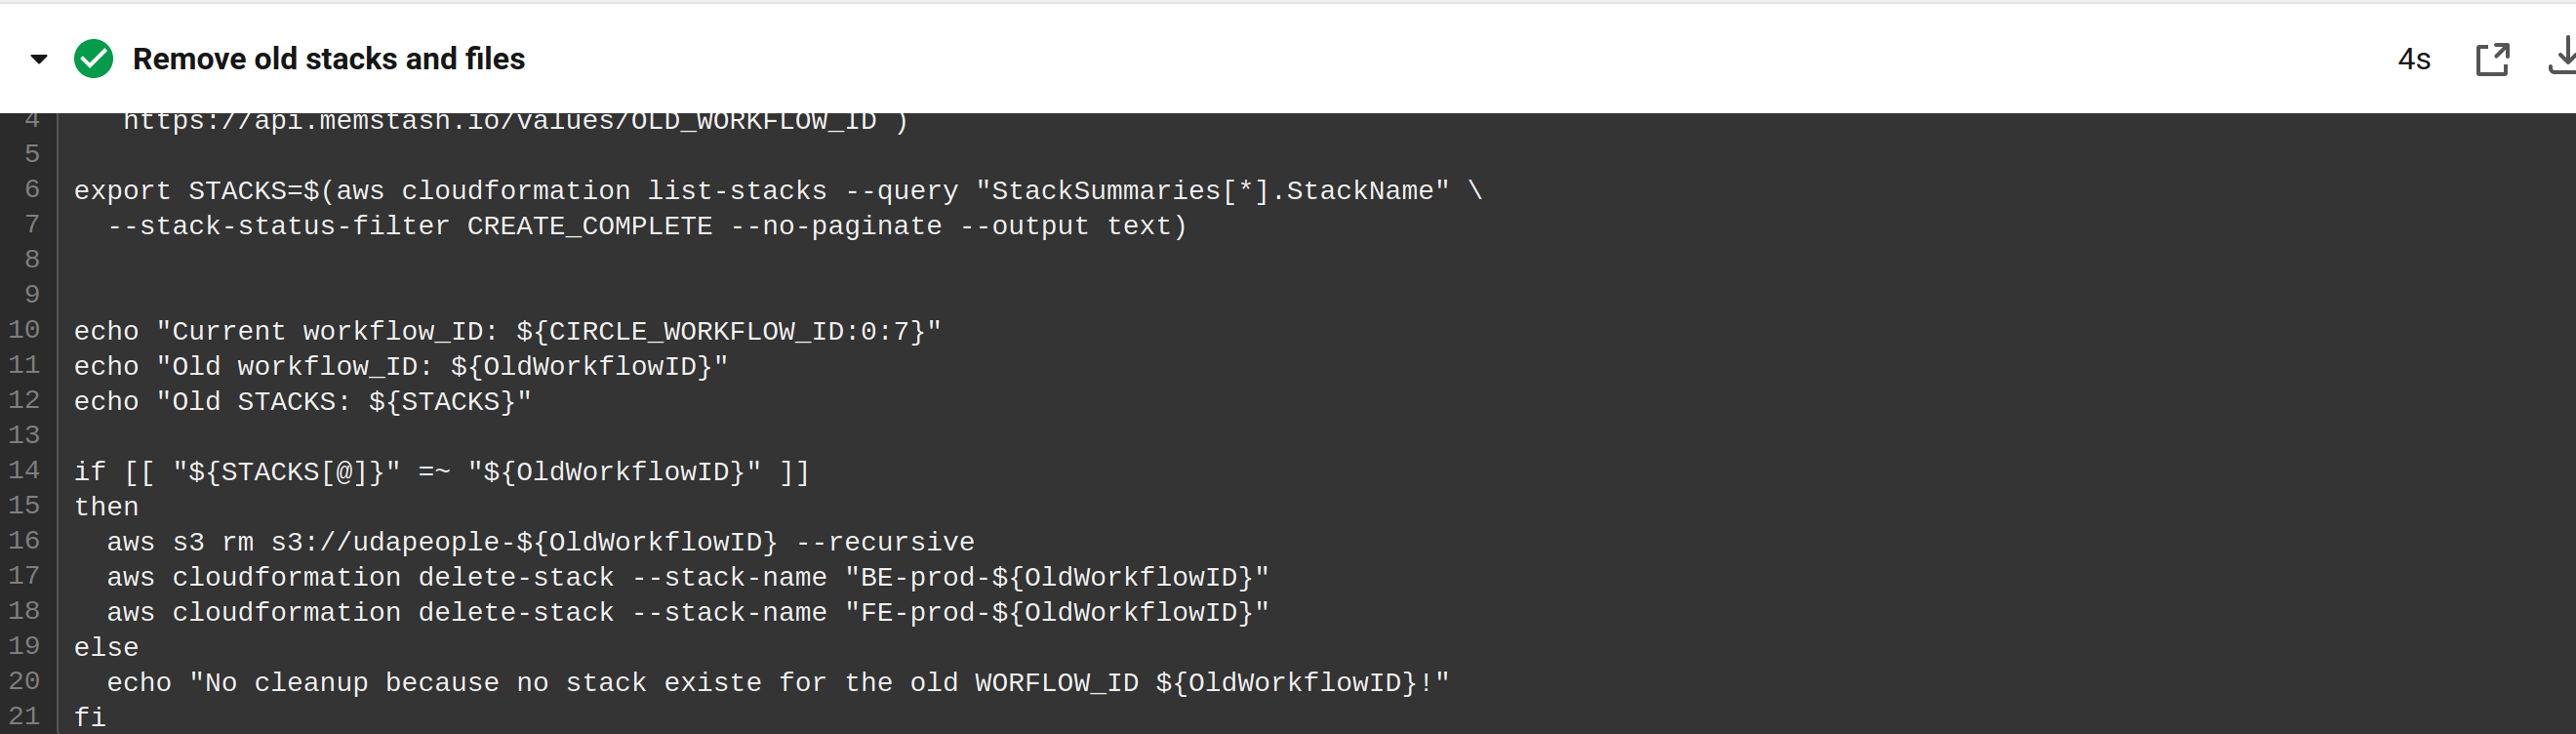 Remove old stacks and files 4s
4 https://api.memstash.io/values/OLD_WORKFLOW_ID )
5
6 export STACKS=$(aws cloudformation list-stacks --query "StackSummaries[*].StackName" \
7 --stack-status-filter CREATE_COMPLETE --no-paginate --output text)
8
9
10 echo "Current workflow_ID: ${CIRCLE_WORKFLOW_ID:0:7}"
11 echo "Old workflow_ID: ${OldWorkflowID}"
12 echo "Old STACKS: ${STACKS}"
13
14 if [[ "${STACKS[@]}" =~ "${OldWorkflowID}" ]]
15 then
16 aws s3 rm s3://udapeople-${OldWorkflowID} --recursive
17 aws cloudformation delete-stack --stack-name "BE-prod-${OldWorkflowID}"
18 aws cloudformation delete-stack --stack-name "FE-prod-${OldWorkflowID}"
19 else
20 echo "No cleanup because no stack existe for the old WORFLOW_ID ${OldWorkflowID}!"
21 fi